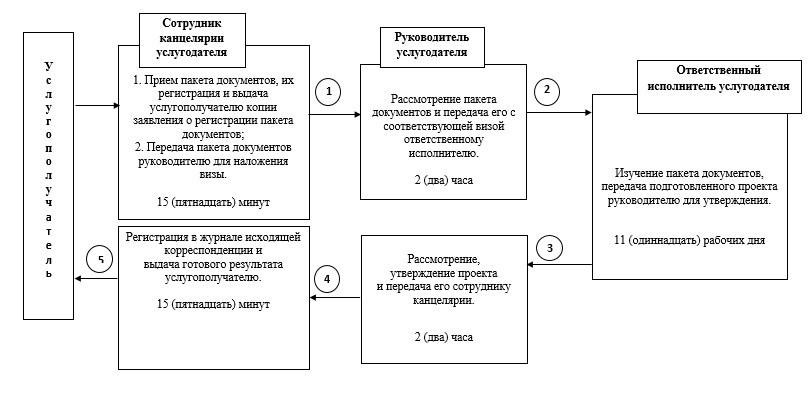 Услугополучатель
Сотрудник
канцелярии
услугодателя
1. Прием пакета документов, их
регистрация и выдача
услугополучателю копии
заявления о регистрации пакета
документов;
2. Передача пакета документов
руководителю для наложения
визы.
15 (пятнадцать) минут
1
Руководитель
услугодателя
Рассмотрение пакета
документов и передача его с
соответствующей визой
ответственному
исполнителю.
2 (два) часа
2
Ответственный
исполнитель услугодателя
Изучение пакета документов,
передача подготовленного проекта
руководителю для утверждения.
11 (одиннадцать) рабочих дня
3
Рассмотрение,
утверждение проекта
и передача его сотруднику
канцелярии.
2 (два) часа
4
Регистрация в журнале исходящей
корреспонденции и
выдача готового результата
услугополучателю.
15 (пятнадцать) минут
5